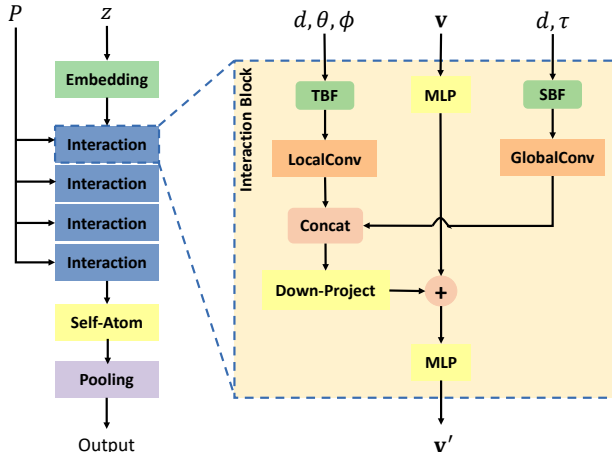 P
z
Embedding
Interaction
Interaction
Interaction
Interaction
Self-Atom
Pooling
Output
Interaction Block
d, θ, ϕ
v
d, τ
TBF
MLP
SBF
LocalConv
GlobalConv
Concat
Down-Project
+
MLP
v′